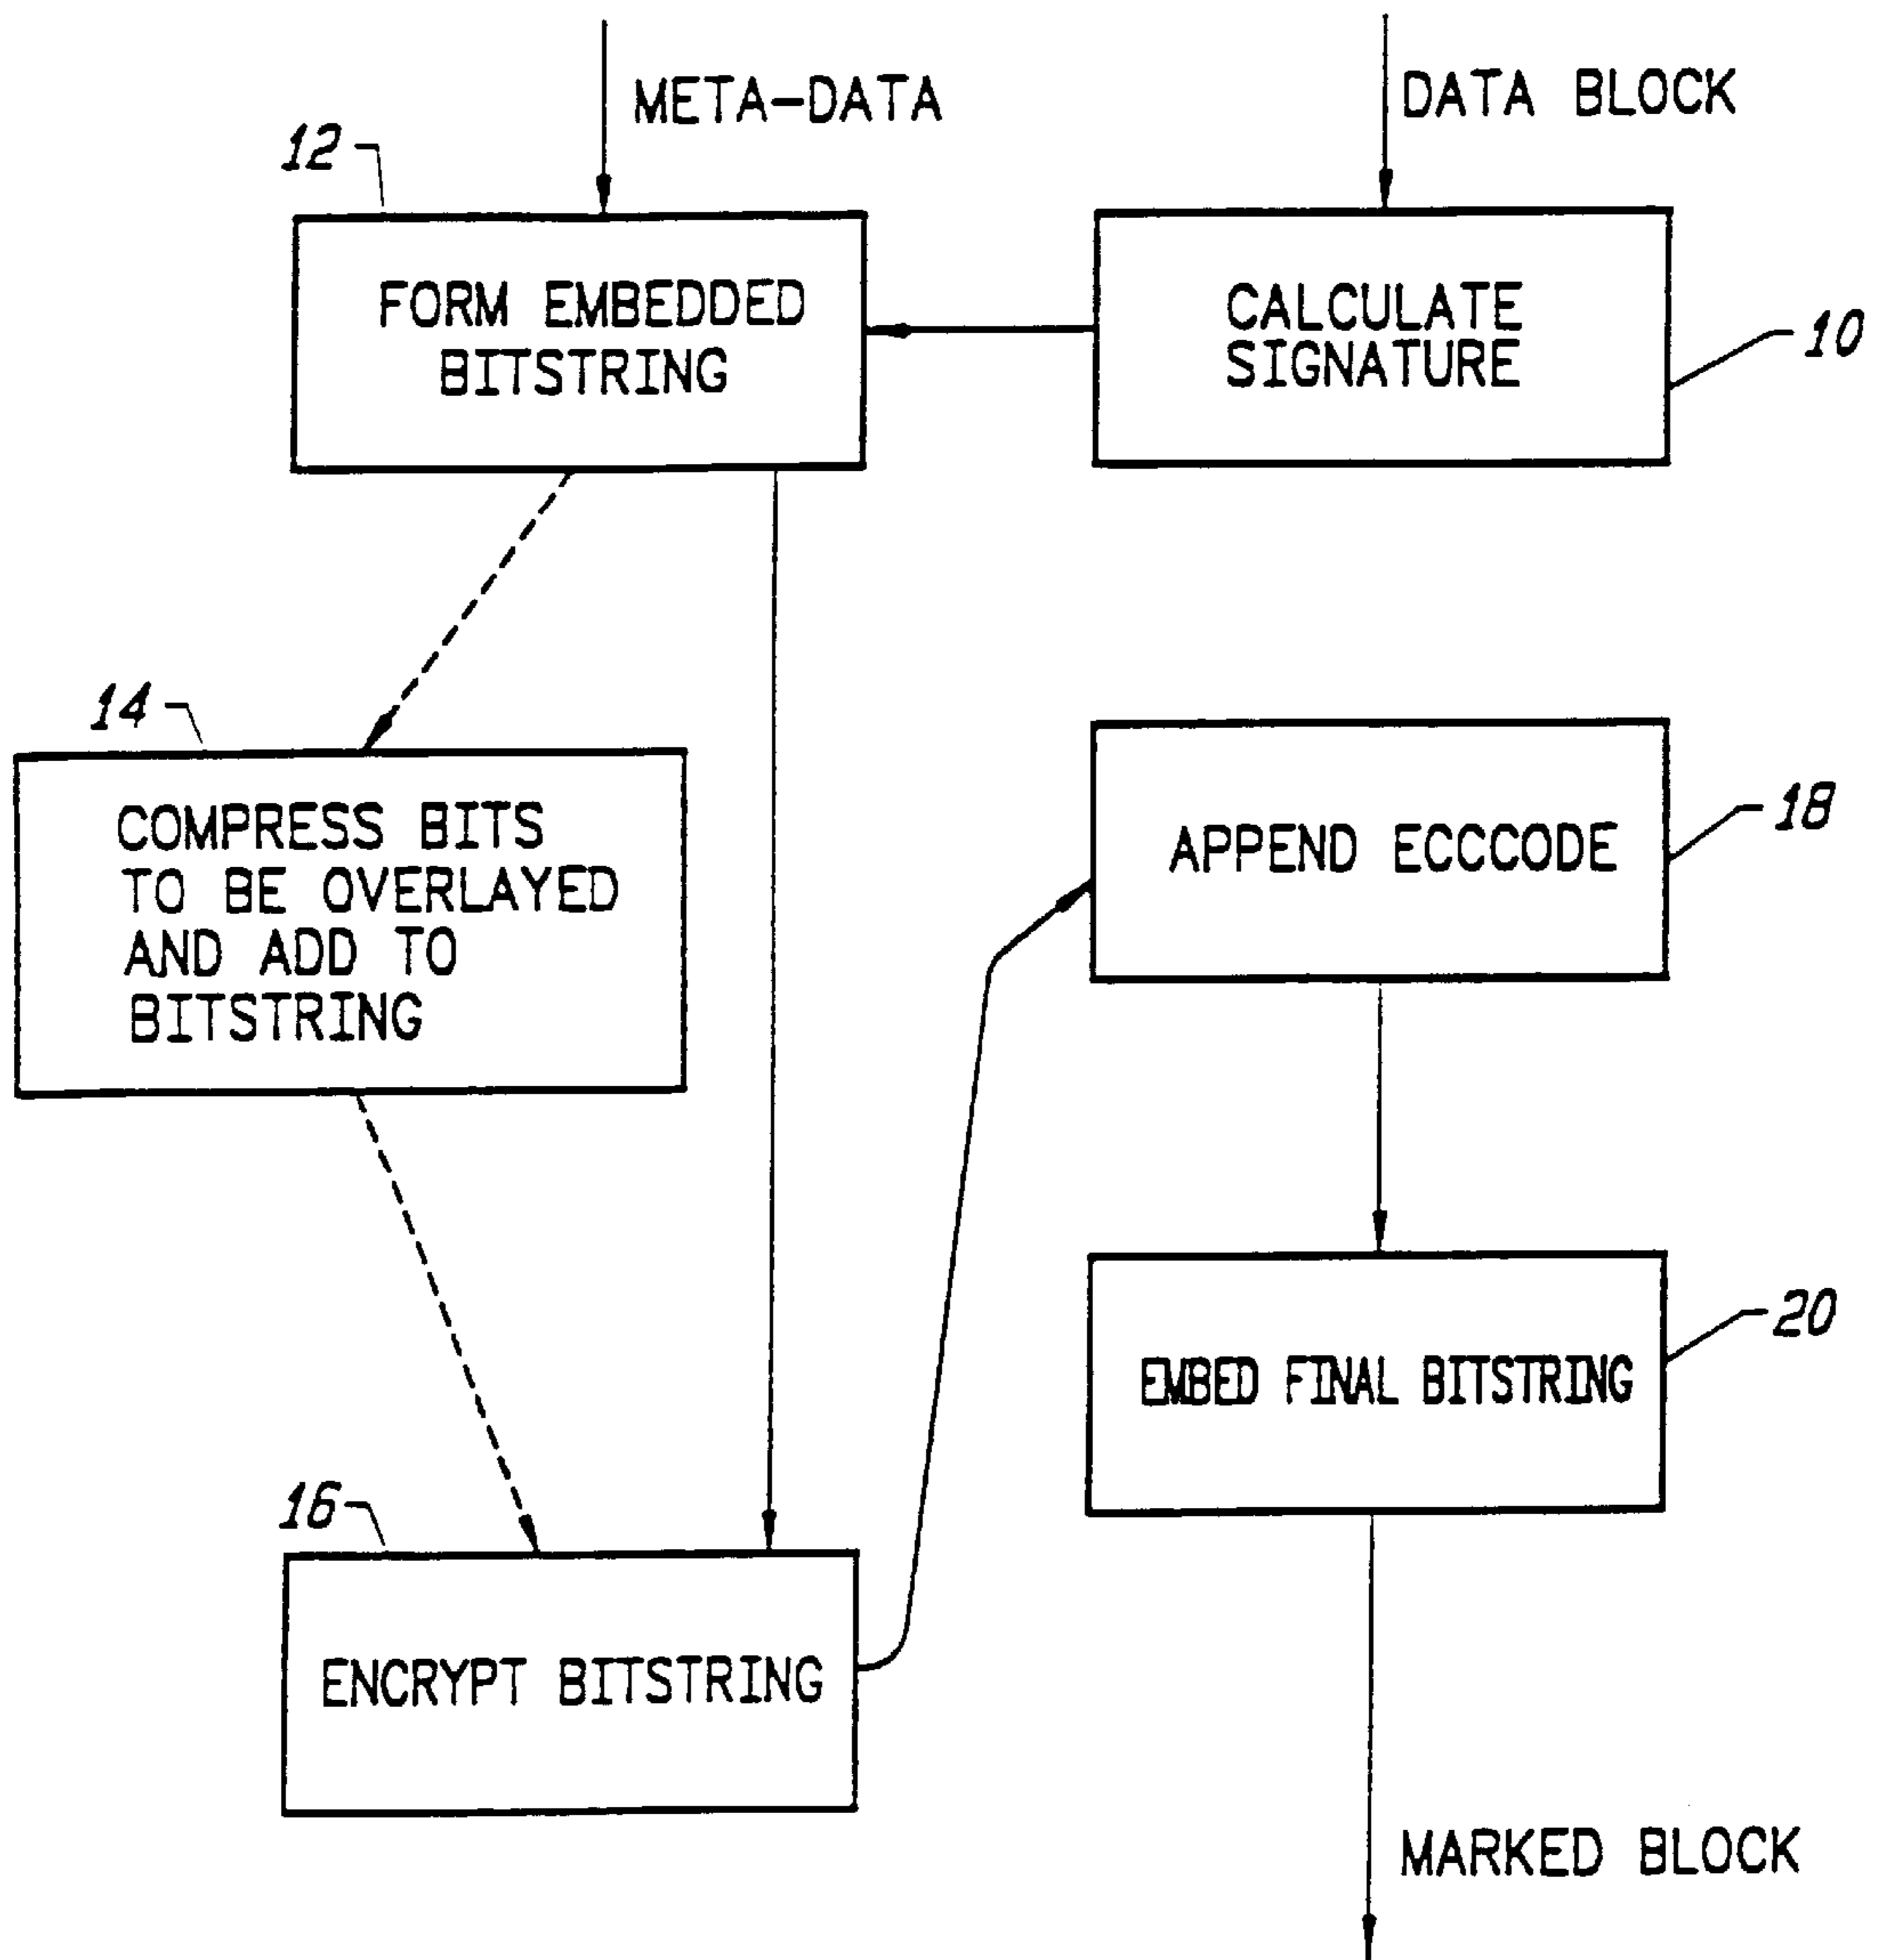 META-DATA
DATA BLOCK
12
FORM EMBEDDED
BITSTRING
CALCULATE
SIGNATURE
10
14
COMPRESS BITS
TO BE OVERLAYED
AND ADD TO
BITSTRING
APPEND ECCCODE
18
EMBED FINAL BITSTRING
20
16
ENCRYPT BITSTRING
MARKED BLOCK